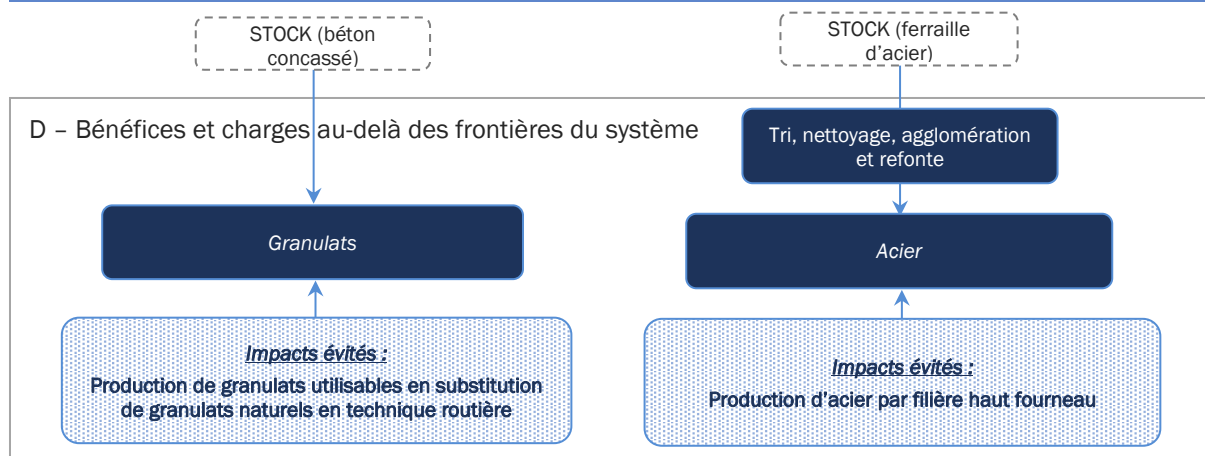 STOCK (béton
concassé)
STOCK (ferraille
d'acier)
D – Bénéfices et charges au-delà des frontières du système
Tri, nettoyage, agglomération
et refonte
Granulats
Acier
Impacts évités :
Production de granulats utilisables en substitution
de granulats naturels en technique routière
Impacts évités :
Production d'acier par filière haut fourneau